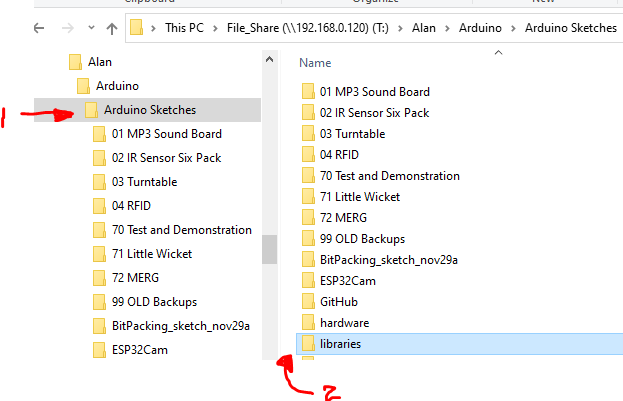 This PC > File_Share (\\192.168.0.120) (T:) > Alan > Arduino > Arduino Sketches
Alan
Arduino
1
Arduino Sketches
01 MP3 Sound Board
02 IR Sensor Six Pack
03 Turntable
04 RFID
70 Test and Demonstration
71 Little Wicket
72 MERG
99 OLD Backups
BitPacking_sketch_nov29a
ESP32Cam
Name
01 MP3 Sound Board
02 IR Sensor Six Pack
03 Turntable
04 RFID
70 Test and Demonstration
71 Little Wicket
72 MERG
99 OLD Backups
BitPacking_sketch_nov29a
ESP32Cam
GitHub
hardware
libraries
2